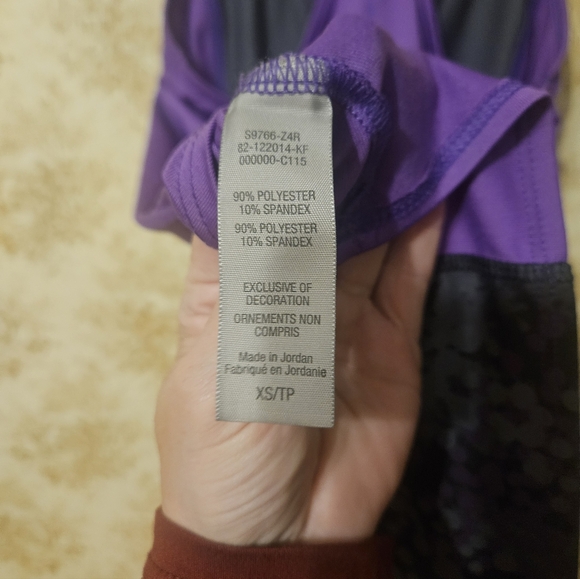 S9766-Z4R
82-122014-KF
000000-C115
90% POLYESTER
10% SPANDEX
90% POLYESTER
10% SPANDEX
EXCLUSIVE OF
DECORATION
ORNEMENTS NON
COMPRIS
Made in Jordan
Fabriqué en Jordanie
XS/TP